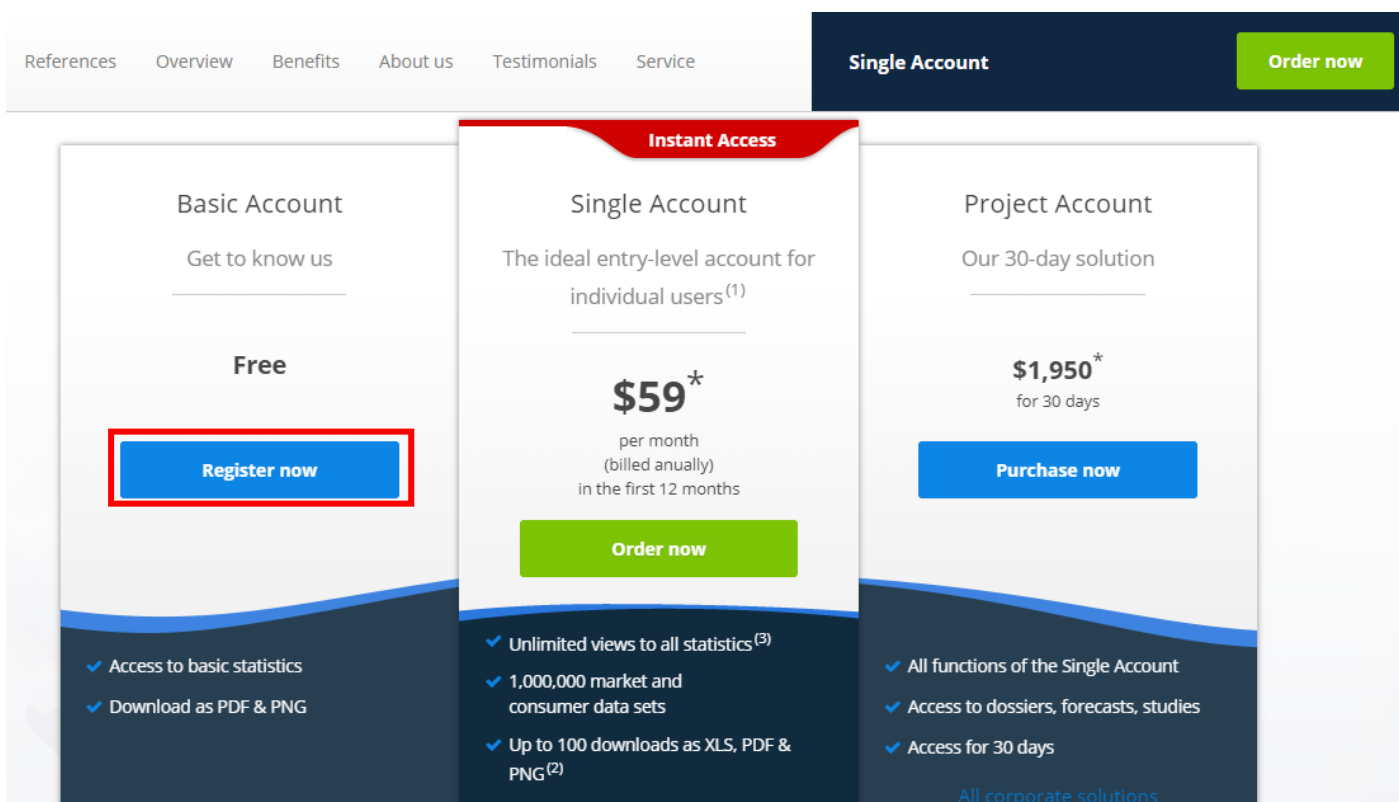 References Overview Benefits About us Testimonials Service Single Account Order now
Instant Access
Basic Account
Get to know us
Free
Register now
Access to basic statistics
Download as PDF & PNG
Single Account
The ideal entry-level account for
individual users(1)
$59*
per month
(billed anually)
in the first 12 months
Order now
Unlimited views to all statistics(3)
1,000,000 market and
consumer data sets
Up to 100 downloads as XLS, PDF &
PNG(2)
Project Account
Our 30-day solution
$1,950*
for 30 days
Purchase now
All functions of the Single Account
Access to dossiers, forecasts, studies
Access for 30 days
All corporate solutions